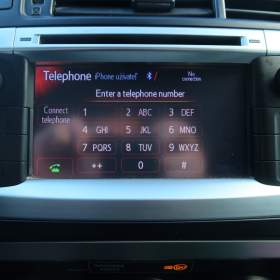 Telephone iPhone uživateľ No connection
Enter a telephone number
Connect telephone
1 2 ABC 3 DEF
4 GHI 5 JKL 6 MNO
7 PQRS 8 TUV 9 WXYZ
*+ 0 #